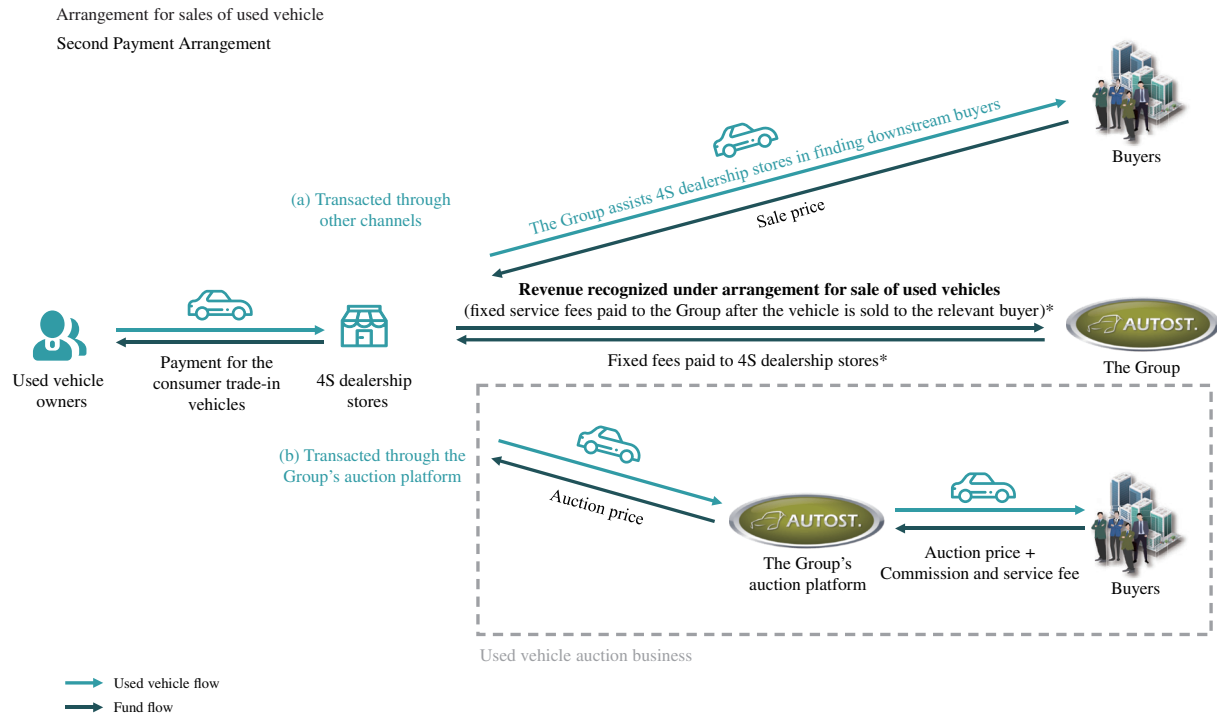 Arrangement for sales of used vehicle
Second Payment Arrangement
The Group assists 4S dealership stores in finding downstream buyers
Sale price
Buyers
(a) Transacted through
other channels
Revenue recognized under arrangement for sale of used vehicles
(fixed service fees paid to the Group after the vehicle is sold to the relevant buyer)*
Fixed fees paid to 4S dealership stores*
AUTOST.
The Group
Used vehicle
owners
Payment for the
consumer trade-in
vehicles
4S dealership
stores
(b) Transacted through the
Group’s auction platform
Auction price
AUTOST.
The Group’s
auction platform
Auction price +
Commission and service fee
Buyers
Used vehicle auction business
Used vehicle flow
Fund flow